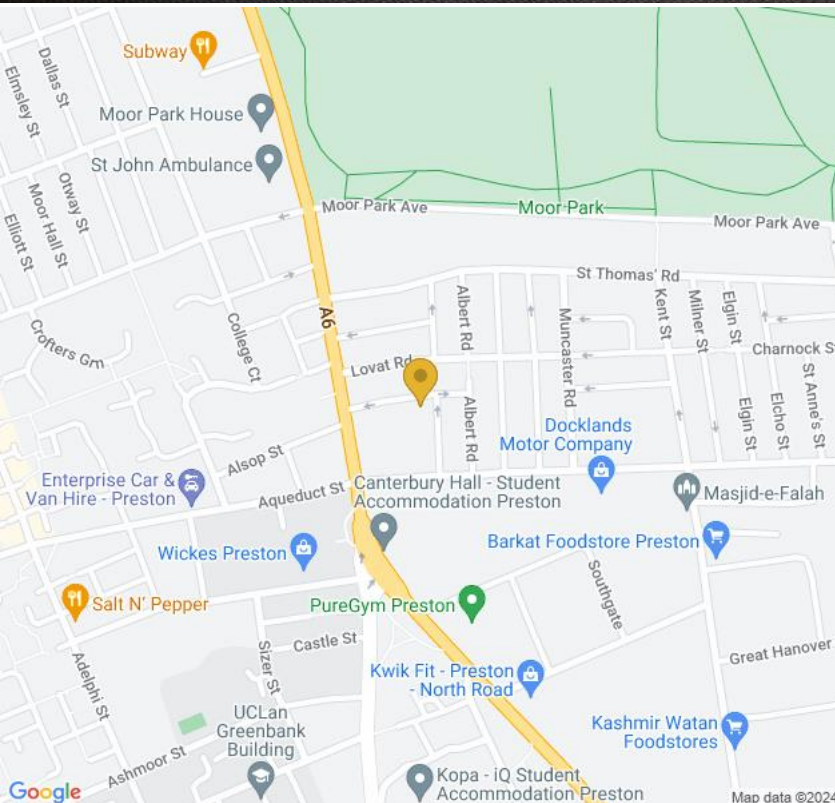 Subway
Dallas St
Elmsley St
Moor Park House
St John Ambulance
Otway St
Moor Hall St
Elliott St
Moor Park Ave
Moor Park
Moor Park Ave
St Thomas' Rd
A6
Albert Rd
Muncaster Rd
Kent St
Milner St
Elgin St
Crofters Grn
College Ct
Lovat Rd
Charnock St
Albert Rd
Elgin St
Elcho St
St Anne's St
Docklands
Motor Company
Alsop St
Enterprise Car &
Van Hire - Preston
Aqueduct St
Canterbury Hall - Student
Accommodation Preston
Masjid-e-Falah
Wickes Preston
Barkat Foodstore Preston
Salt N' Pepper
PureGym Preston
Southgate
Castle St
Sizer St
Adelphi St
Great Hanover
Kwik Fit - Preston
- North Road
UCLan
Greenbank
Building
Kashmir Watan
Foodstores
Ashmoor St
Kopa - iQ Student
Accommodation Preston
Google
Map data ©2024